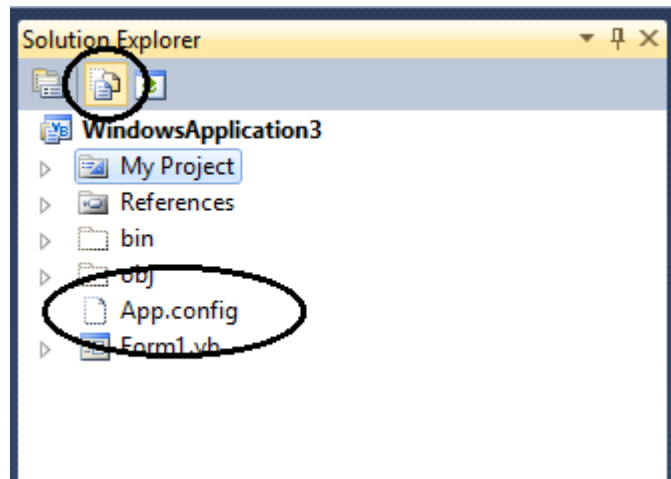 Solution Explorer
WindowsApplication3
My Project
References
bin
obj
App.config
Form1.vb